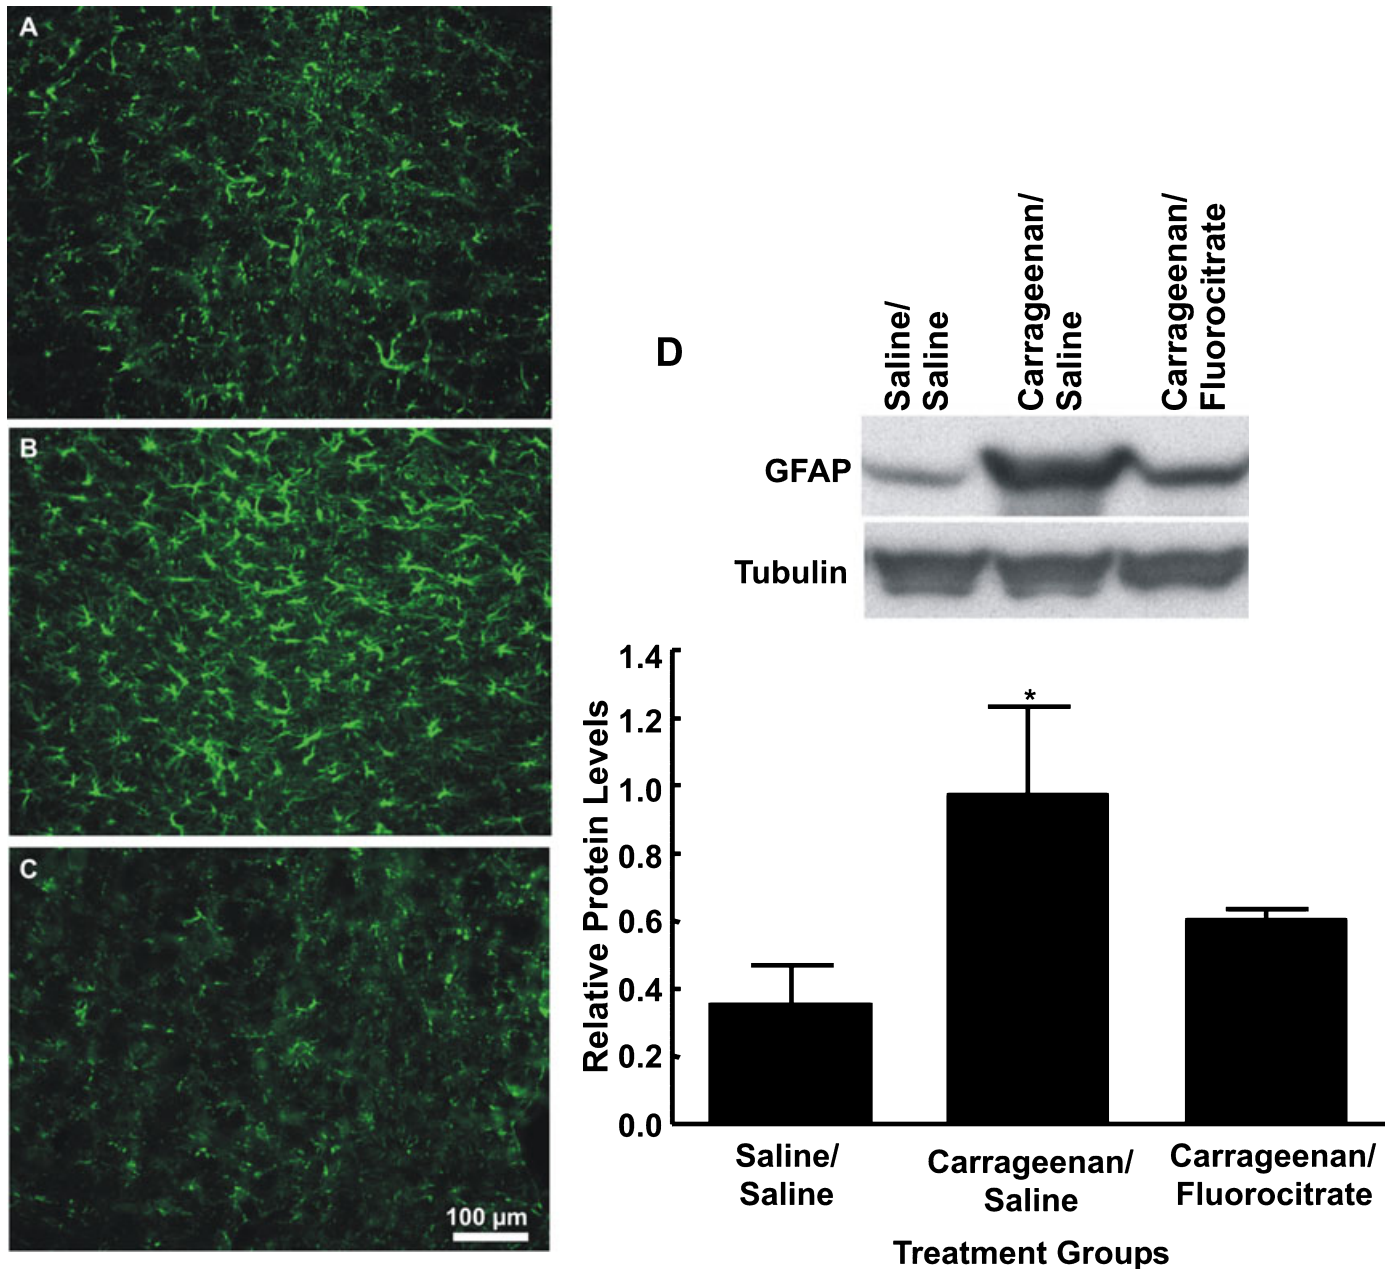 A
B
C
100 µm
D
Saline/
Saline
Carrageenan/
Saline
Carrageenan/
Fluorocitrate
GFAP
Tubulin
Relative Protein Levels
1.4
1.2
1.0
0.8
0.6
0.4
0.2
0.0
*
Saline/
Saline
Carrageenan/
Saline
Carrageenan/
Fluorocitrate
Treatment Groups